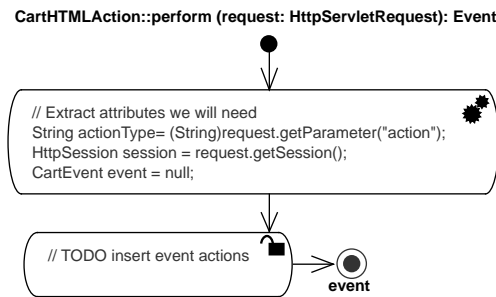 CartHTMLAction::perform (request: HttpServletRequest): Event
// Extract attributes we will need
String actionType= (String)request.getParameter("action");
HttpSession session = request.getSession();
CartEvent event = null;
// TODO insert event actions
event